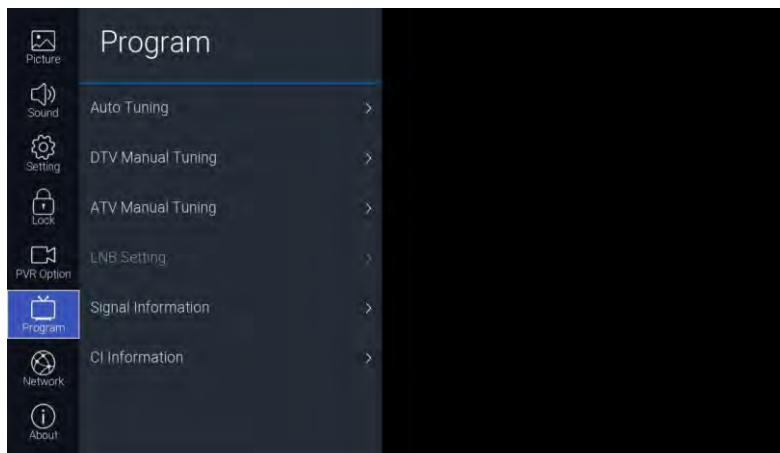 Picture
Sound
Setting
Lock
PVR Option
Program
Network
About
Program
Auto Tuning
DTV Manual Tuning
ATV Manual Tuning
LNB Setting
Signal Information
CI Information